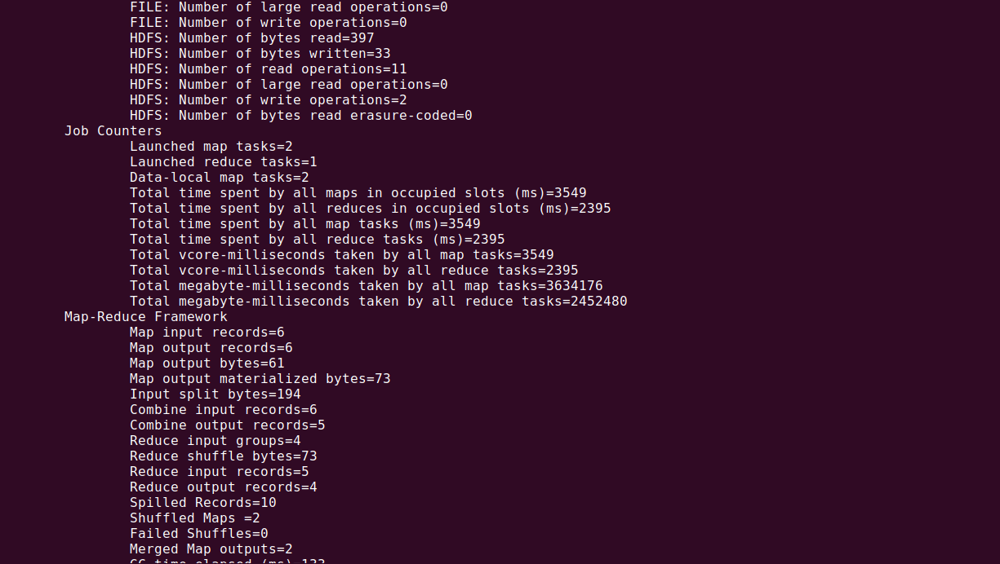 FILE: Number of large read operations=0
FILE: Number of write operations=0
HDFS: Number of bytes read=397
HDFS: Number of bytes written=33
HDFS: Number of read operations=11
HDFS: Number of large read operations=0
HDFS: Number of write operations=2
HDFS: Number of bytes read erasure-coded=0
Job Counters
Launched map tasks=2
Launched reduce tasks=1
Data-local map tasks=2
Total time spent by all maps in occupied slots (ms)=3549
Total time spent by all reduces in occupied slots (ms)=2395
Total time spent by all map tasks (ms)=3549
Total time spent by all reduce tasks (ms)=2395
Total vcore-milliseconds taken by all map tasks=3549
Total vcore-milliseconds taken by all reduce tasks=2395
Total megabyte-milliseconds taken by all map tasks=3634176
Total megabyte-milliseconds taken by all reduce tasks=2452480
Map-Reduce Framework
Map input records=6
Map output records=6
Map output bytes=61
Map output materialized bytes=73
Input split bytes=194
Combine input records=6
Combine output records=5
Reduce input groups=4
Reduce shuffle bytes=73
Reduce input records=5
Reduce output records=4
Spilled Records=10
Shuffled Maps =2
Failed Shuffles=0
Merged Map outputs=2
GC time elapsed (ms)=133